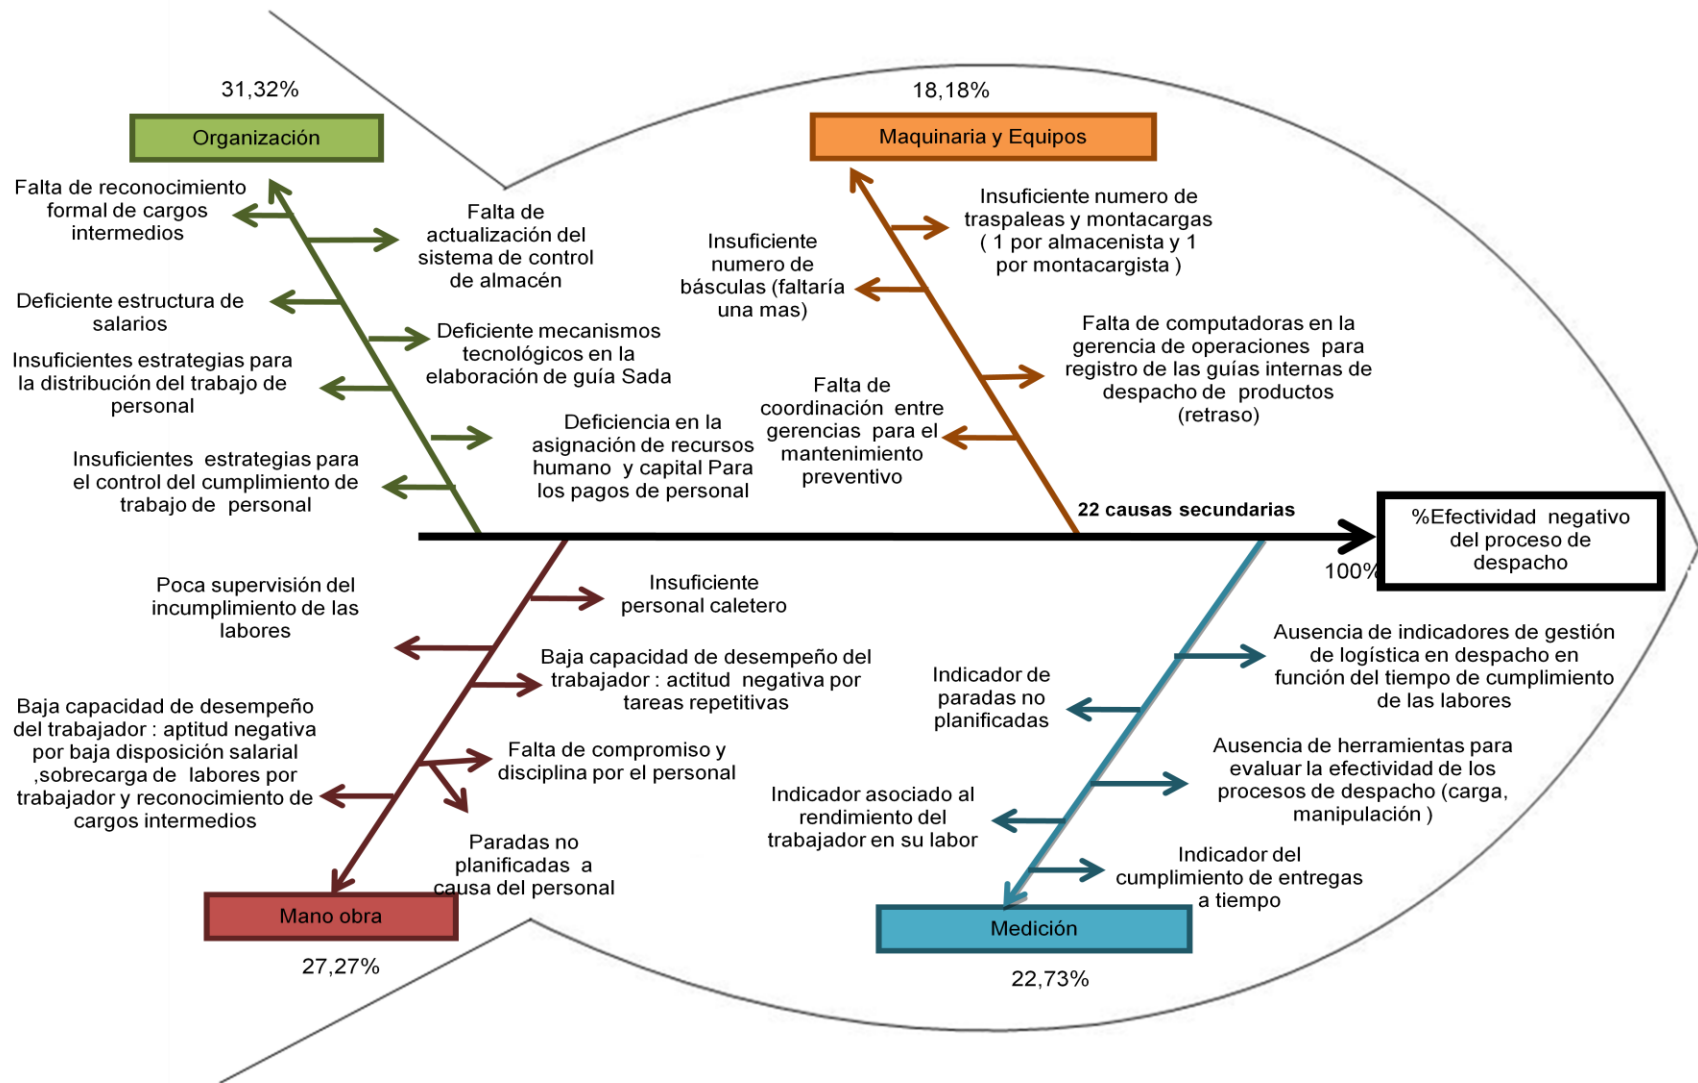 31,32%
Organización
Falta de reconocimiento
formal de cargos
intermedios
Falta de
actualización del
sistema de control
de almacén
Deficiente estructura de
salarios
Deficiente mecanismos
tecnológicos en la
elaboración de guía Sada
Insuficientes estrategias para
la distribución del trabajo de
personal
Deficiencia en la
asignación de recursos
humano y capital Para
los pagos de personal
Insuficientes estrategias para
el control del cumplimiento de
trabajo de personal
18,18%
Maquinaria y Equipos
Insuficiente numero de
traspaleas y montacargas
( 1 por almacenista y 1
por montacargista )
Insuficiente
numero de
básculas (faltaría
una mas)
Falta de computadoras en la
gerencia de operaciones para
registro de las guías internas de
despacho de productos
(retraso)
Falta de
coordinación entre
gerencias para el
mantenimiento
preventivo
22 causas secundarias
%Efectividad negativo
del proceso de
despacho
100%
Poca supervisión del
incumplimiento de las
labores
Insuficiente
personal caletero
Baja capacidad de desempeño del
trabajador : actitud negativa por
tareas repetitivas
Baja capacidad de desempeño
del trabajador : aptitud negativa
por baja disposición salarial
,sobrecarga de labores por
trabajador y reconocimiento de
cargos intermedios
Falta de compromiso y
disciplina por el personal
Paradas no
planificadas a
causa del personal
Mano obra
27,27%
Ausencia de indicadores de gestión
de logística en despacho en
función del tiempo de cumplimiento
de las labores
Indicador de
paradas no
planificadas
Ausencia de herramientas para
evaluar la efectividad de los
procesos de despacho (carga,
manipulación )
Indicador asociado al
rendimiento del
trabajador en su labor
Indicador del
cumplimiento de entregas
a tiempo
Medición
22,73%